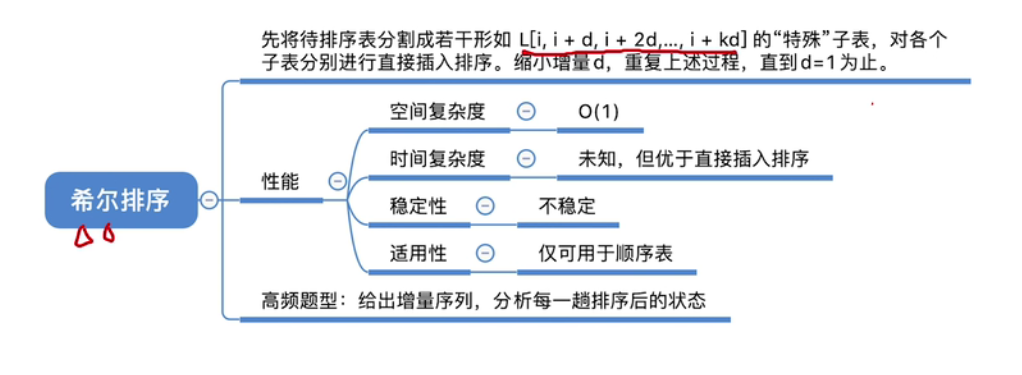 先将待排序表分割成若干形如 L[i, i + d, i + 2d,…, i + kd] 的“特殊”子表，对各个
子表分别进行直接插入排序。缩小增量d，重复上述过程，直到d=1为止。
空间复杂度 O(1)
时间复杂度 未知，但优于直接插入排序
性能
希尔排序
稳定性 不稳定
适用性 仅可用于顺序表
高频题型：给出增量序列，分析每一趟排序后的状态